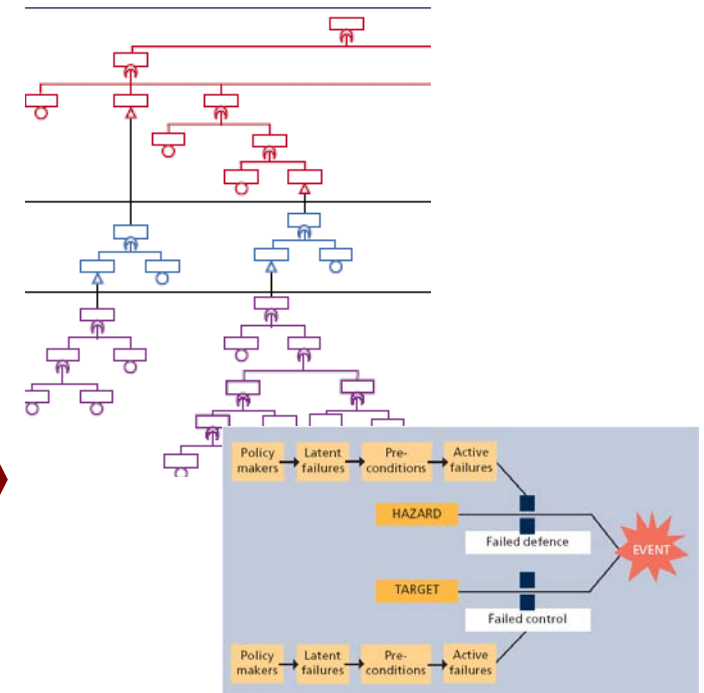 Policy makers
Latent failures
Pre-conditions
Active failures
HAZARD
Failed defence
EVENT
TARGET
Failed control
Policy makers
Latent failures
Pre-conditions
Active failures